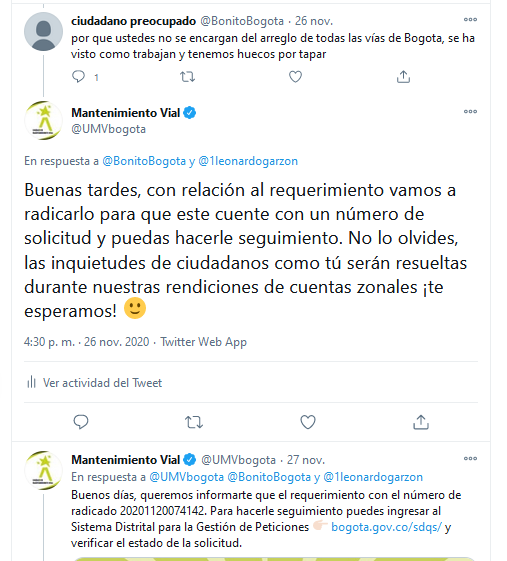 ciudadano preocupado @BonitoBogota · 26 nov.
por que ustedes no se encargan del arreglo de todas las vías de Bogota, se ha
visto como trabajan y tenemos huecos por tapar
1
Mantenimiento Vial
@UMVbogota
En respuesta a @BonitoBogota y @1leonardogarzon
Buenas tardes, con relación al requerimiento vamos a
radicarlo para que este cuente con un número de
solicitud y puedas hacerle seguimiento. No lo olvides,
las inquietudes de ciudadanos como tú serán resueltas
durante nuestras rendiciones de cuentas zonales ¡te
esperamos! 🙂
4:30 p. m. · 26 nov. 2020 · Twitter Web App
Ver actividad del Tweet
Mantenimiento Vial @UMVbogota · 27 nov.
En respuesta a @UMVbogota @BonitoBogota y @1leonardogarzon
Buenos días, queremos informarte que el requerimiento con el número de
radicado 20201120074142. Para hacerle seguimiento puedes ingresar al
Sistema Distrital para la Gestión de Peticiones 👉🏻 bogota.gov.co/sdqs/ y
verificar el estado de la solicitud.